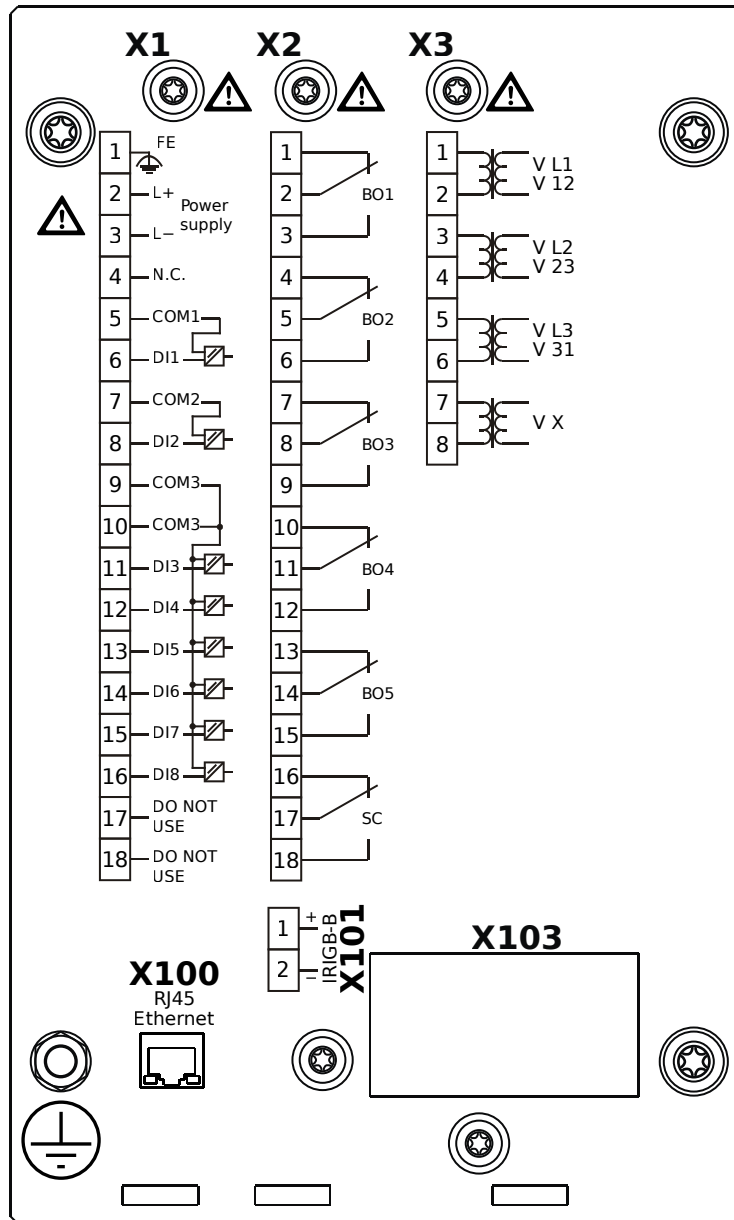 X1 X2 X3
1 FE
2 L+
Power
supply
3 L−
4 N.C.
5 COM1
6 DI1
7 COM2
8 DI2
9 COM3
10 COM3
11 DI3
12 DI4
13 DI5
14 DI6
15 DI7
16 DI8
17 DO NOT
USE
18 DO NOT
USE
1
2 BO1
3
4
5 BO2
6
7
8 BO3
9
10
11 BO4
12
13
14 BO5
15
16
17 SC
18
1 V L1
2 V 12
3 V L2
4 V 23
5 V L3
6 V 31
7 V X
8
1 +
2 −
IRIGB-B
X101
X103
X100
RJ45
Ethernet